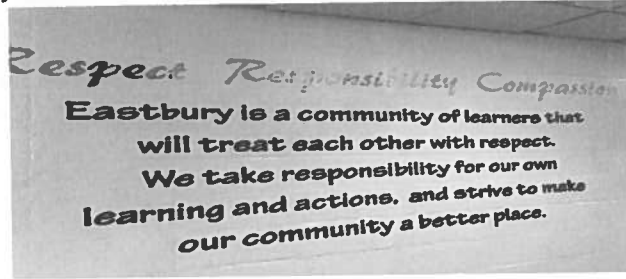 Respect Responsibility Compassion
Eastbury is a community of learners that
will treat each other with respect.
We take responsibility for our own
learning and actions, and strive to make
our community a better place.